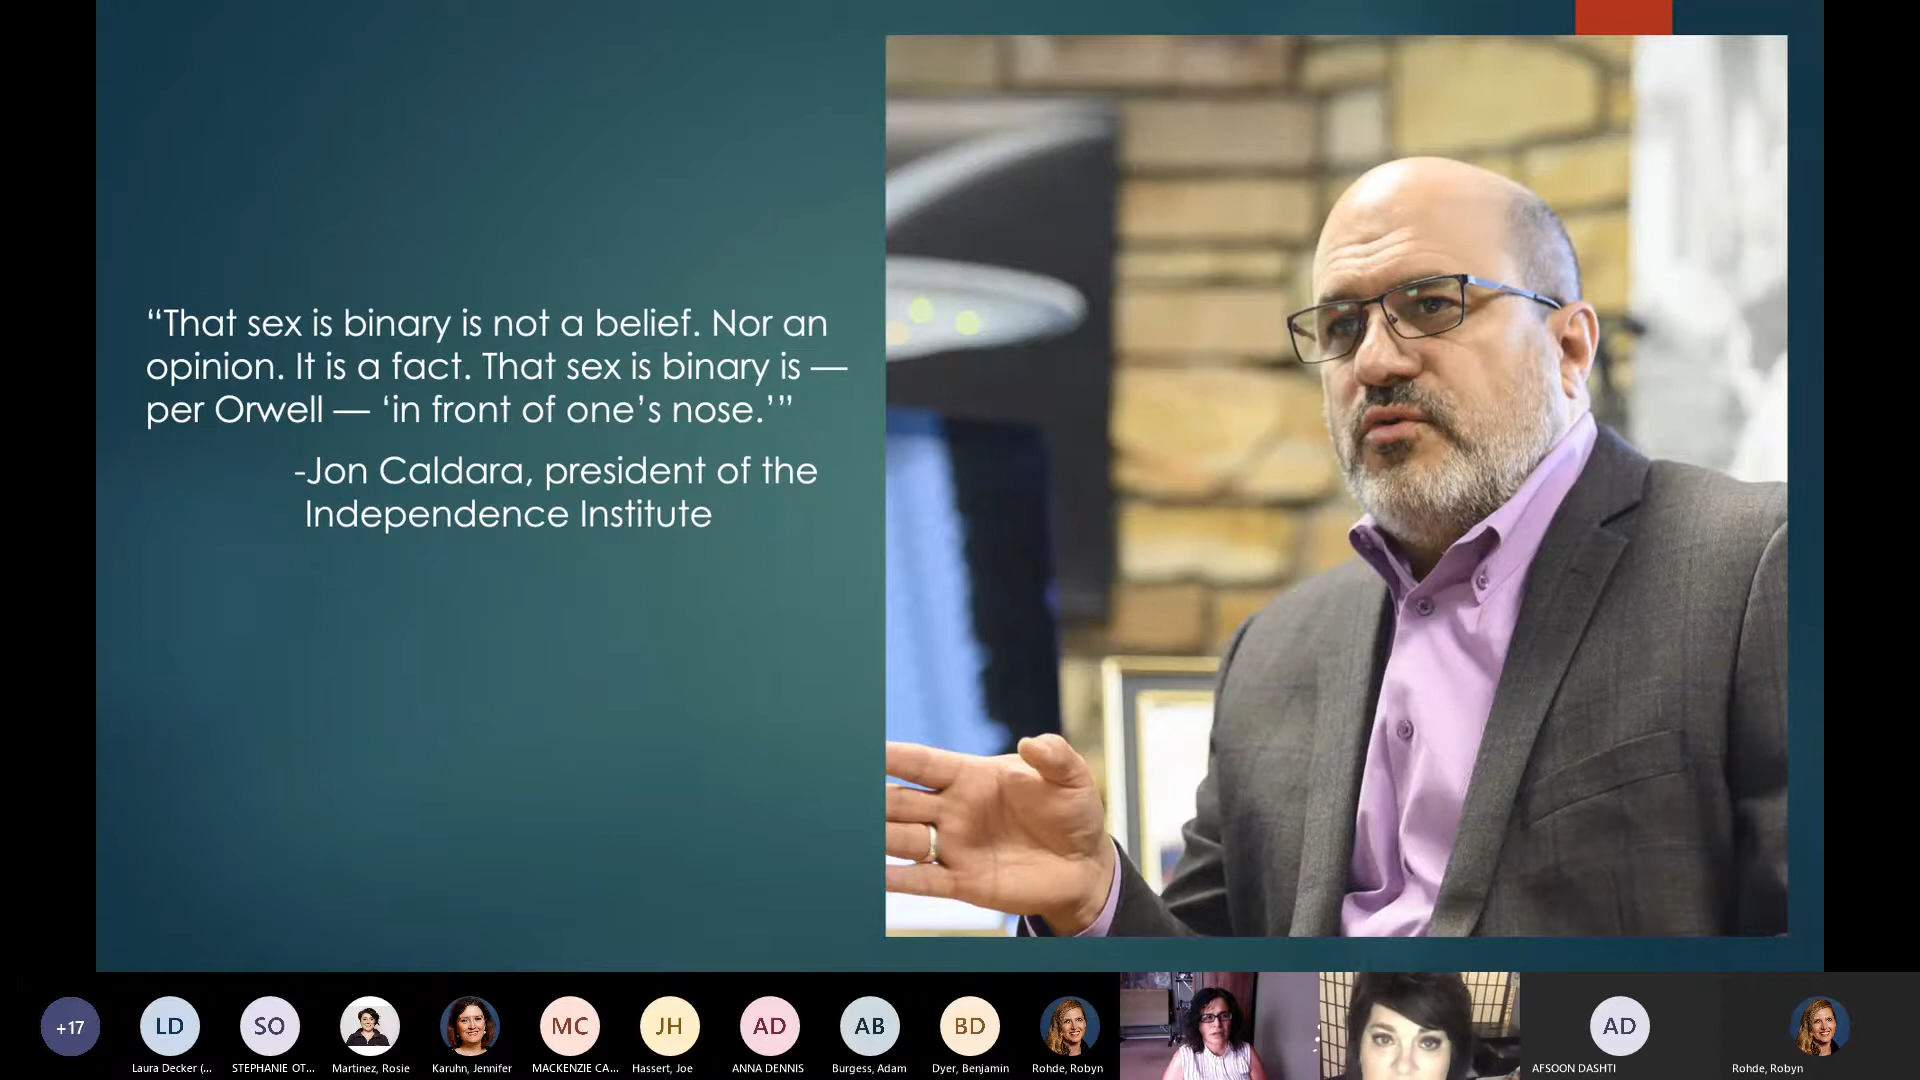 “That sex is binary is not a belief. Nor an
opinion. It is a fact. That sex is binary is —
per Orwell — ‘in front of one’s nose.’”
-Jon Caldara, president of the
Independence Institute
+17
LD
SO
MC
JH
AD
AB
BD
AD
Laura Decker (...
STEPHANIE OT...
Martinez, Rosie
Karuhn, Jennifer
MACKENZIE CA...
Hassert, Joe
ANNA DENNIS
Burgess, Adam
Dyer, Benjamin
Rohde, Robyn
AFSOON DASHTI
Rohde, Robyn